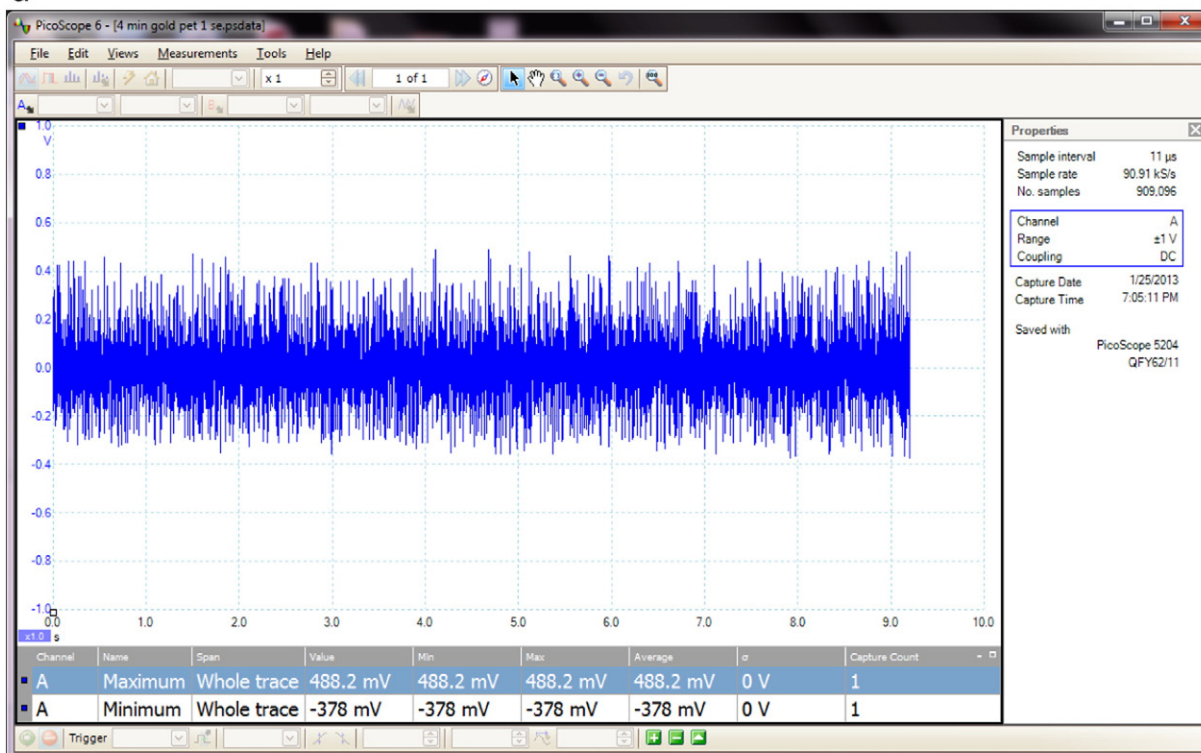 PicoScope 6 - [4 min gold pet 1 se.psdata]
File Edit Views Measurements Tools Help
x 1 1 of 1
A B
1.0
V
0.8
0.6
0.4
0.2
0.0
-0.2
-0.4
-0.6
-0.8
-1.0
0.0 1.0 2.0 3.0 4.0 5.0 6.0 7.0 8.0 9.0 10.0
x1.0 s
Properties
Sample interval 11 µs
Sample rate 90.91 kS/s
No. samples 909,096
Channel A
Range ±1 V
Coupling DC
Capture Date 1/25/2013
Capture Time 7:05:11 PM
Saved with
PicoScope 5204
QFY62/11
Channel Name Span Value Min Max Average σ Capture Count
A Maximum Whole trace 488.2 mV 488.2 mV 488.2 mV 488.2 mV 0 V 1
A Minimum Whole trace -378 mV -378 mV -378 mV -378 mV 0 V 1
Trigger